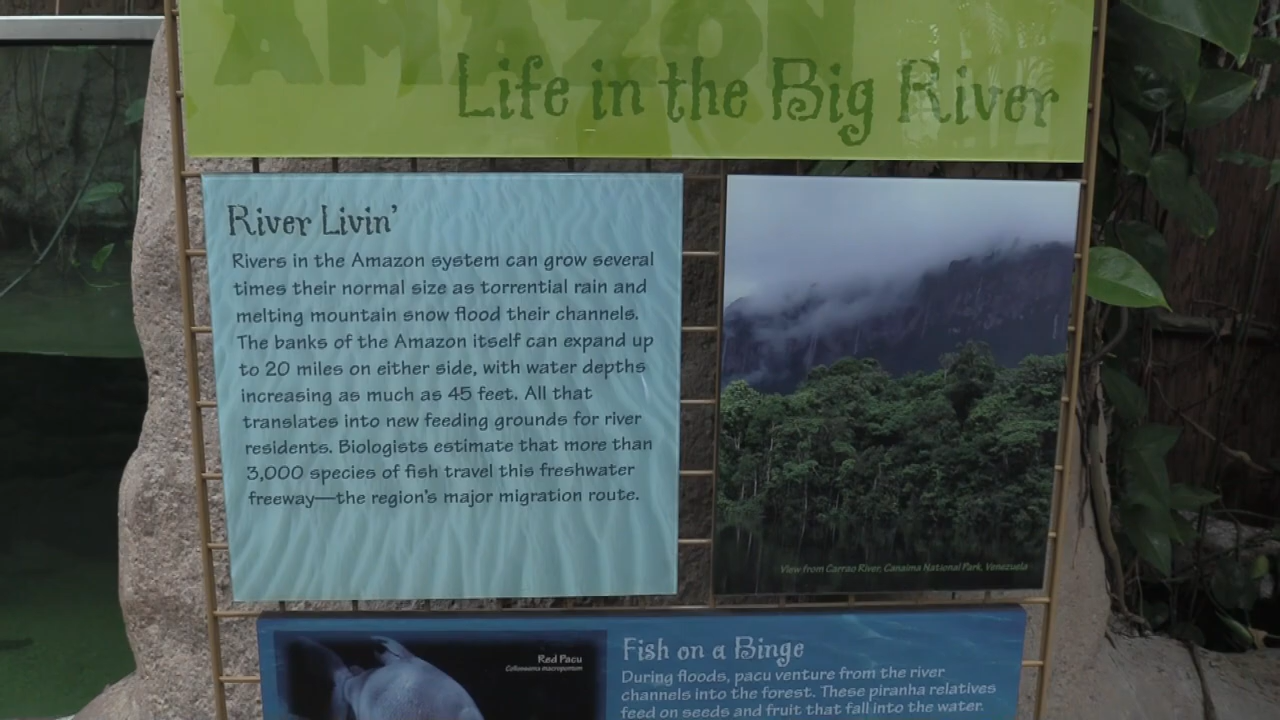 AMAZON
Life in the Big River
River Livin'
Rivers in the Amazon system can grow several
times their normal size as torrential rain and
melting mountain snow flood their channels.
The banks of the Amazon itself can expand up
to 20 miles on either side, with water depths
increasing as much as 45 feet. All that
translates into new feeding grounds for river
residents. Biologists estimate that more than
3,000 species of fish travel this freshwater
freeway—the region's major migration route.
View from Carrao River, Canaima National Park, Venezuela
Red Pacu
Colossoma macropomum
Fish on a Binge
During floods, pacu venture from the river
channels into the forest. These piranha relatives
feed on seeds and fruit that fall into the water.